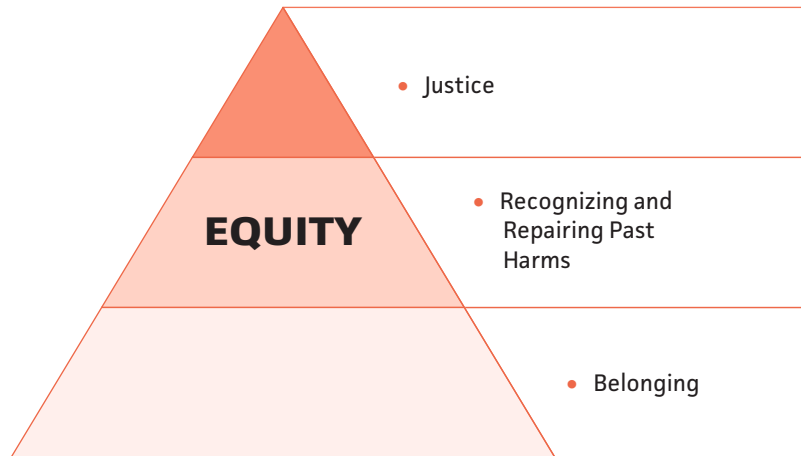 • Justice
EQUITY
• Recognizing and
Repairing Past
Harms
• Belonging